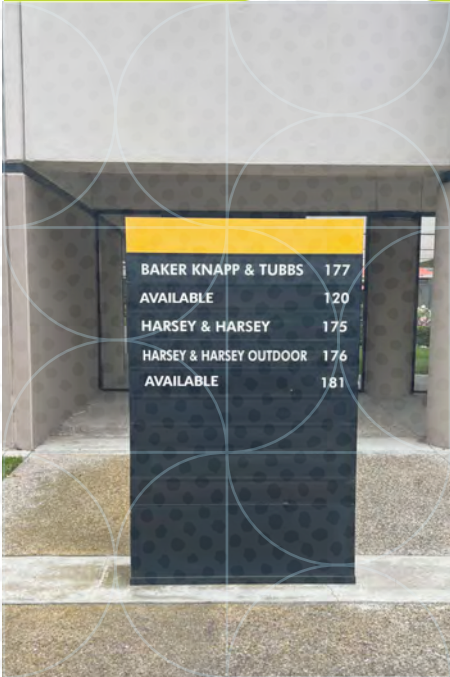 BAKER KNAPP & TUBBS 177
AVAILABLE 120
HARSEY & HARSEY 175
HARSEY & HARSEY OUTDOOR 176
AVAILABLE 181